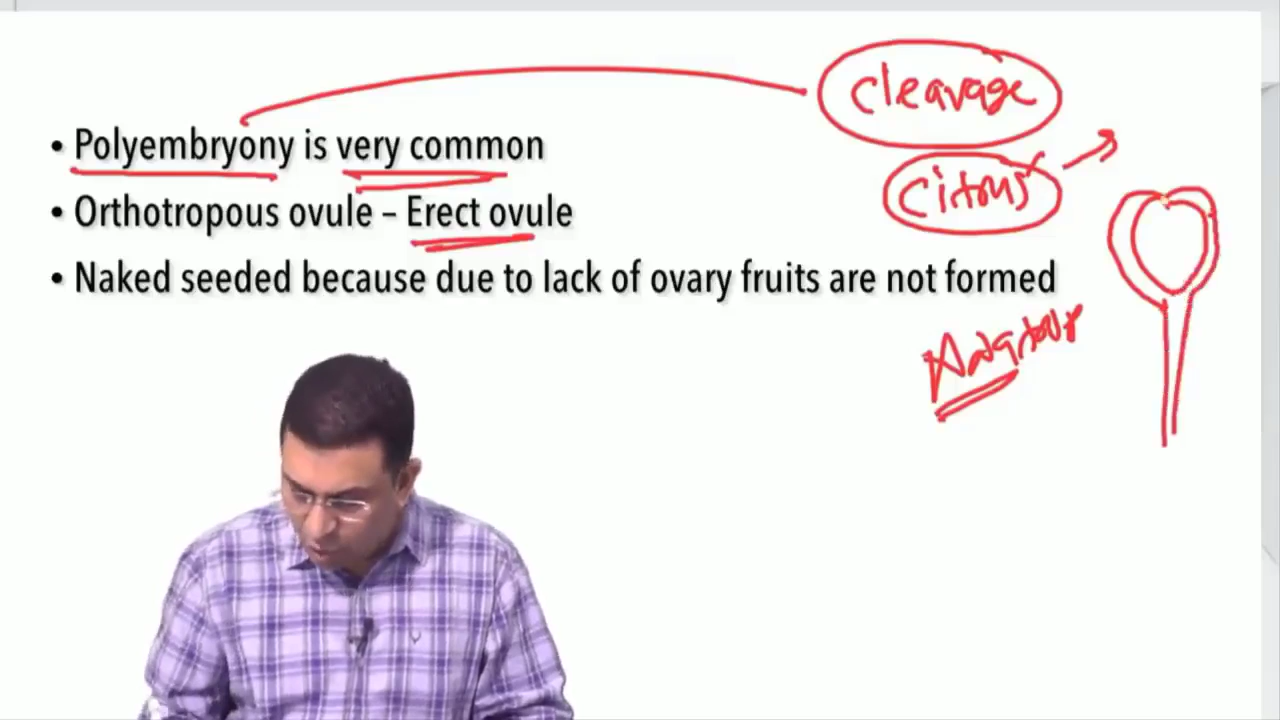 cleavage
• Polyembryony is very common
citrus
• Orthotropous ovule – Erect ovule
• Naked seeded because due to lack of ovary fruits are not formed